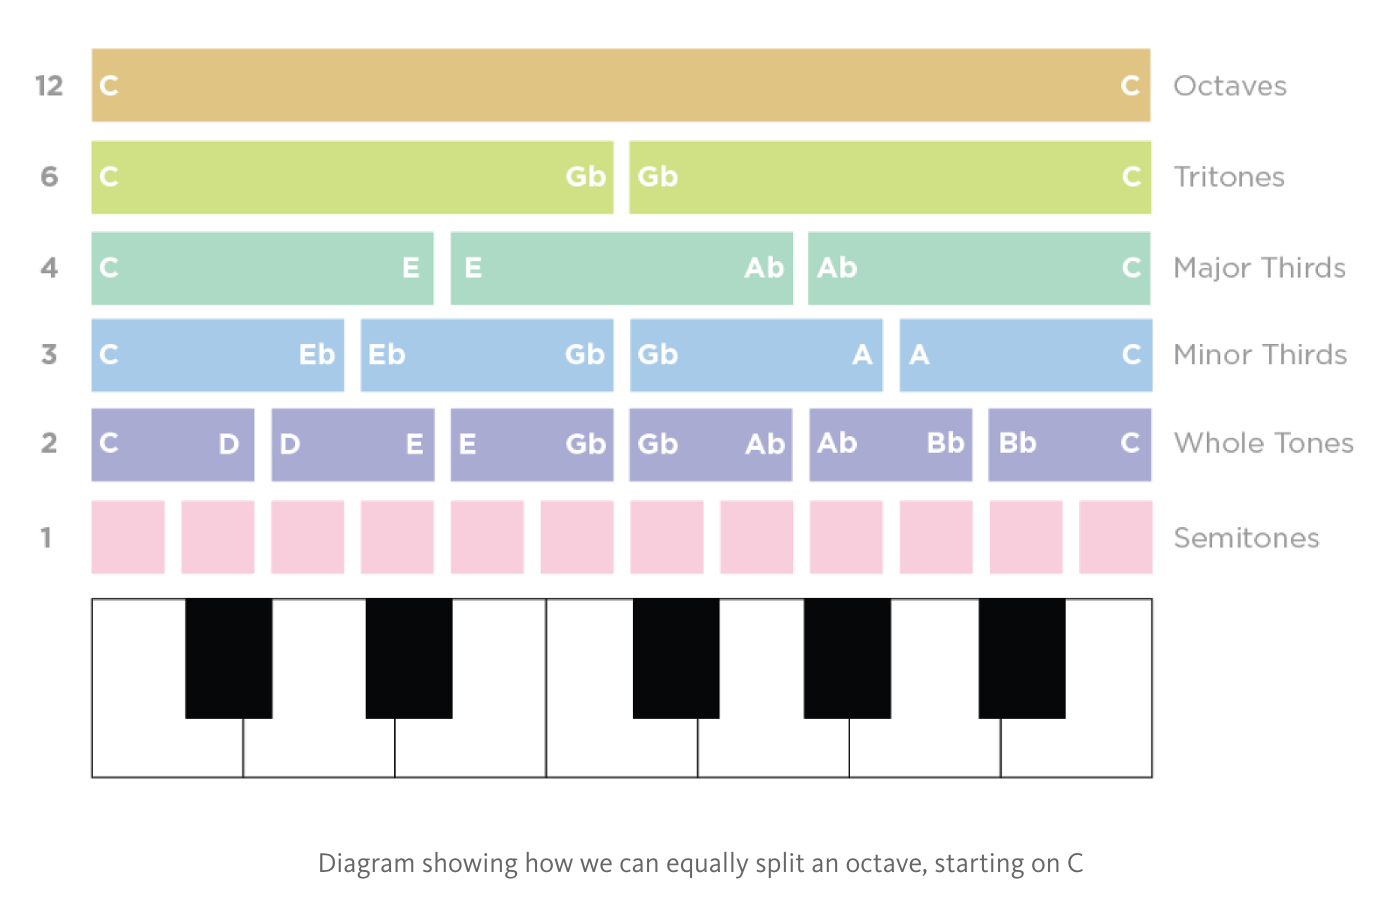 12 C C Octaves
6 C Gb Gb C Tritones
4 C E E Ab Ab C Major Thirds
3 C Eb Eb Gb Gb A A C Minor Thirds
2 C D D E E Gb Gb Ab Ab Bb Bb C Whole Tones
1 Semitones
Diagram showing how we can equally split an octave, starting on C